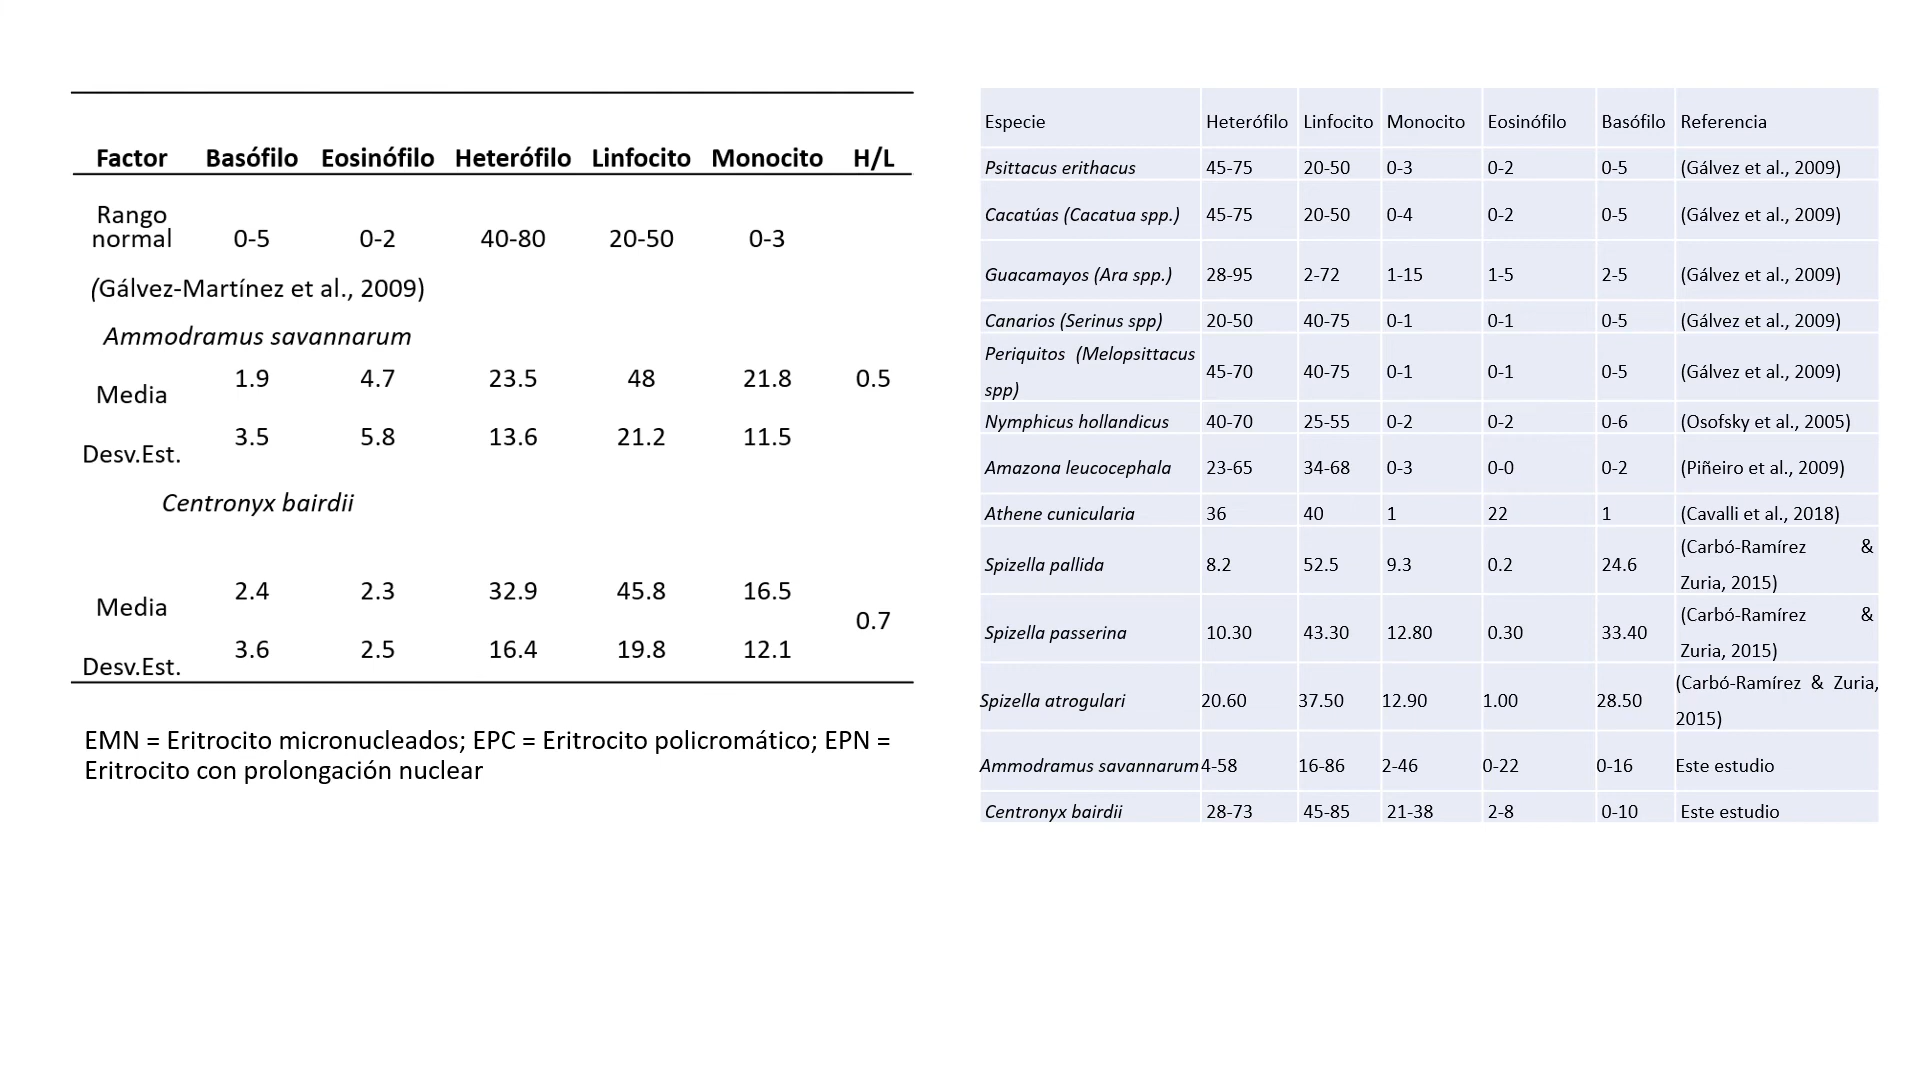 Factor Basófilo Eosinófilo Heterófilo Linfocito Monocito H/L
Rango
normal 0-5 0-2 40-80 20-50 0-3
(Gálvez-Martínez et al., 2009)
Ammodramus savannarum
Media 1.9 4.7 23.5 48 21.8 0.5
Desv.Est. 3.5 5.8 13.6 21.2 11.5
Centronyx bairdii
Media 2.4 2.3 32.9 45.8 16.5 0.7
Desv.Est. 3.6 2.5 16.4 19.8 12.1
EMN = Eritrocito micronucleados; EPC = Eritrocito policromático; EPN =
Eritrocito con prolongación nuclear
Especie Heterófilo Linfocito Monocito Eosinófilo Basófilo Referencia
Psittacus erithacus 45-75 20-50 0-3 0-2 0-5 (Gálvez et al., 2009)
Cacatúas (Cacatua spp.) 45-75 20-50 0-4 0-2 0-5 (Gálvez et al., 2009)
Guacamayos (Ara spp.) 28-95 2-72 1-15 1-5 2-5 (Gálvez et al., 2009)
Canarios (Serinus spp) 20-50 40-75 0-1 0-1 0-5 (Gálvez et al., 2009)
Periquitos (Melopsittacus
spp) 45-70 40-75 0-1 0-1 0-5 (Gálvez et al., 2009)
Nymphicus hollandicus 40-70 25-55 0-2 0-2 0-6 (Osofsky et al., 2005)
Amazona leucocephala 23-65 34-68 0-3 0-0 0-2 (Piñeiro et al., 2009)
Athene cunicularia 36 40 1 22 1 (Cavalli et al., 2018)
Spizella pallida 8.2 52.5 9.3 0.2 24.6 (Carbó-Ramírez &
Zuria, 2015)
Spizella passerina 10.30 43.30 12.80 0.30 33.40 (Carbó-Ramírez &
Zuria, 2015)
Spizella atrogulari 20.60 37.50 12.90 1.00 28.50 (Carbó-Ramírez & Zuria,
2015)
Ammodramus savannarum 4-58 16-86 2-46 0-22 0-16 Este estudio
Centronyx bairdii 28-73 45-85 21-38 2-8 0-10 Este estudio